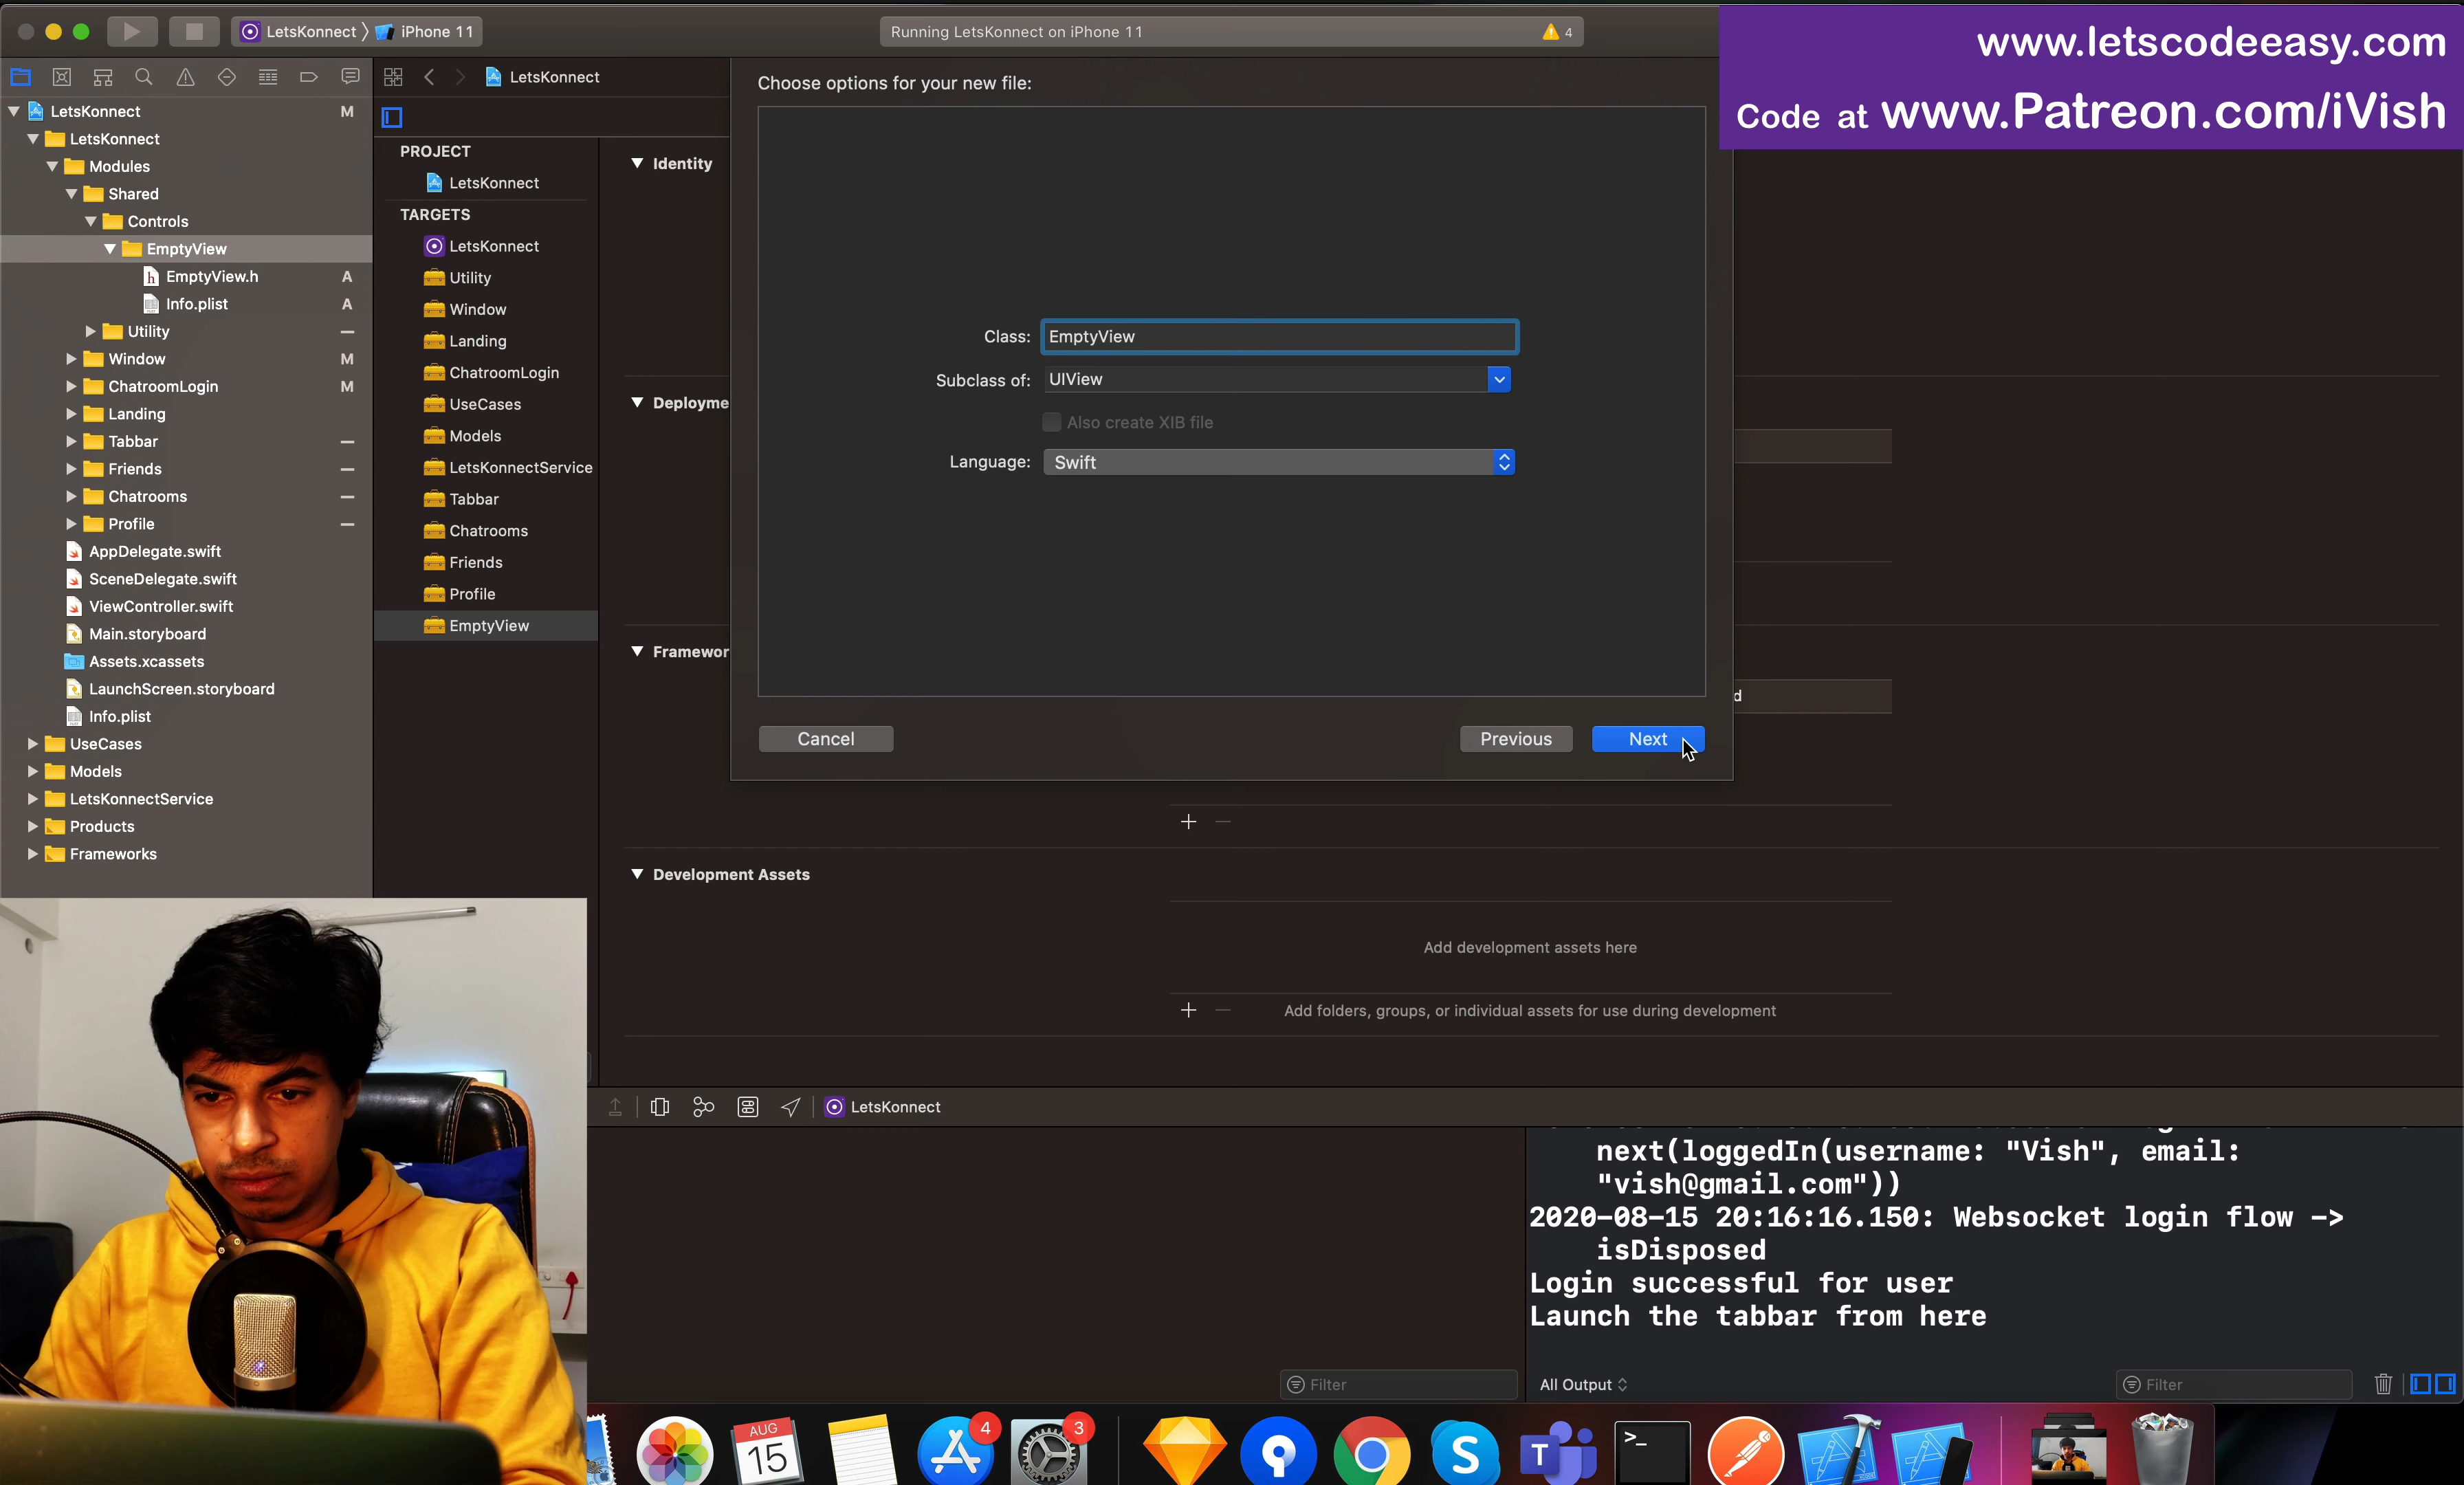 LetsKonnect
iPhone 11
Running LetsKonnect on iPhone 11
4
www.letscodeeasy.com
Code at www.Patreon.com/iVish
LetsKonnect
M
LetsKonnect
Modules
Shared
Controls
EmptyView
EmptyView.h
A
Info.plist
A
Utility
Window
M
ChatroomLogin
M
Landing
Tabbar
Friends
Chatrooms
Profile
AppDelegate.swift
SceneDelegate.swift
ViewController.swift
Main.storyboard
Assets.xcassets
LaunchScreen.storyboard
Info.plist
UseCases
Models
LetsKonnectService
Products
Frameworks
LetsKonnect
PROJECT
LetsKonnect
TARGETS
LetsKonnect
Utility
Window
Landing
ChatroomLogin
UseCases
Models
LetsKonnectService
Tabbar
Chatrooms
Friends
Profile
EmptyView
Identity
Deployme
Framewor
d
Choose options for your new file:
Class:
EmptyView
Subclass of:
UIView
Also create XIB file
Language:
Swift
Cancel
Previous
Next
Development Assets
Add development assets here
Add folders, groups, or individual assets for use during development
LetsKonnect
next(loggedIn(username: "Vish", email:
"vish@gmail.com"))
2020-08-15 20:16:16.150: Websocket login flow ->
isDisposed
Login successful for user
Launch the tabbar from here
Filter
All Output
Filter
AUG
15
4
3
S
T
>_